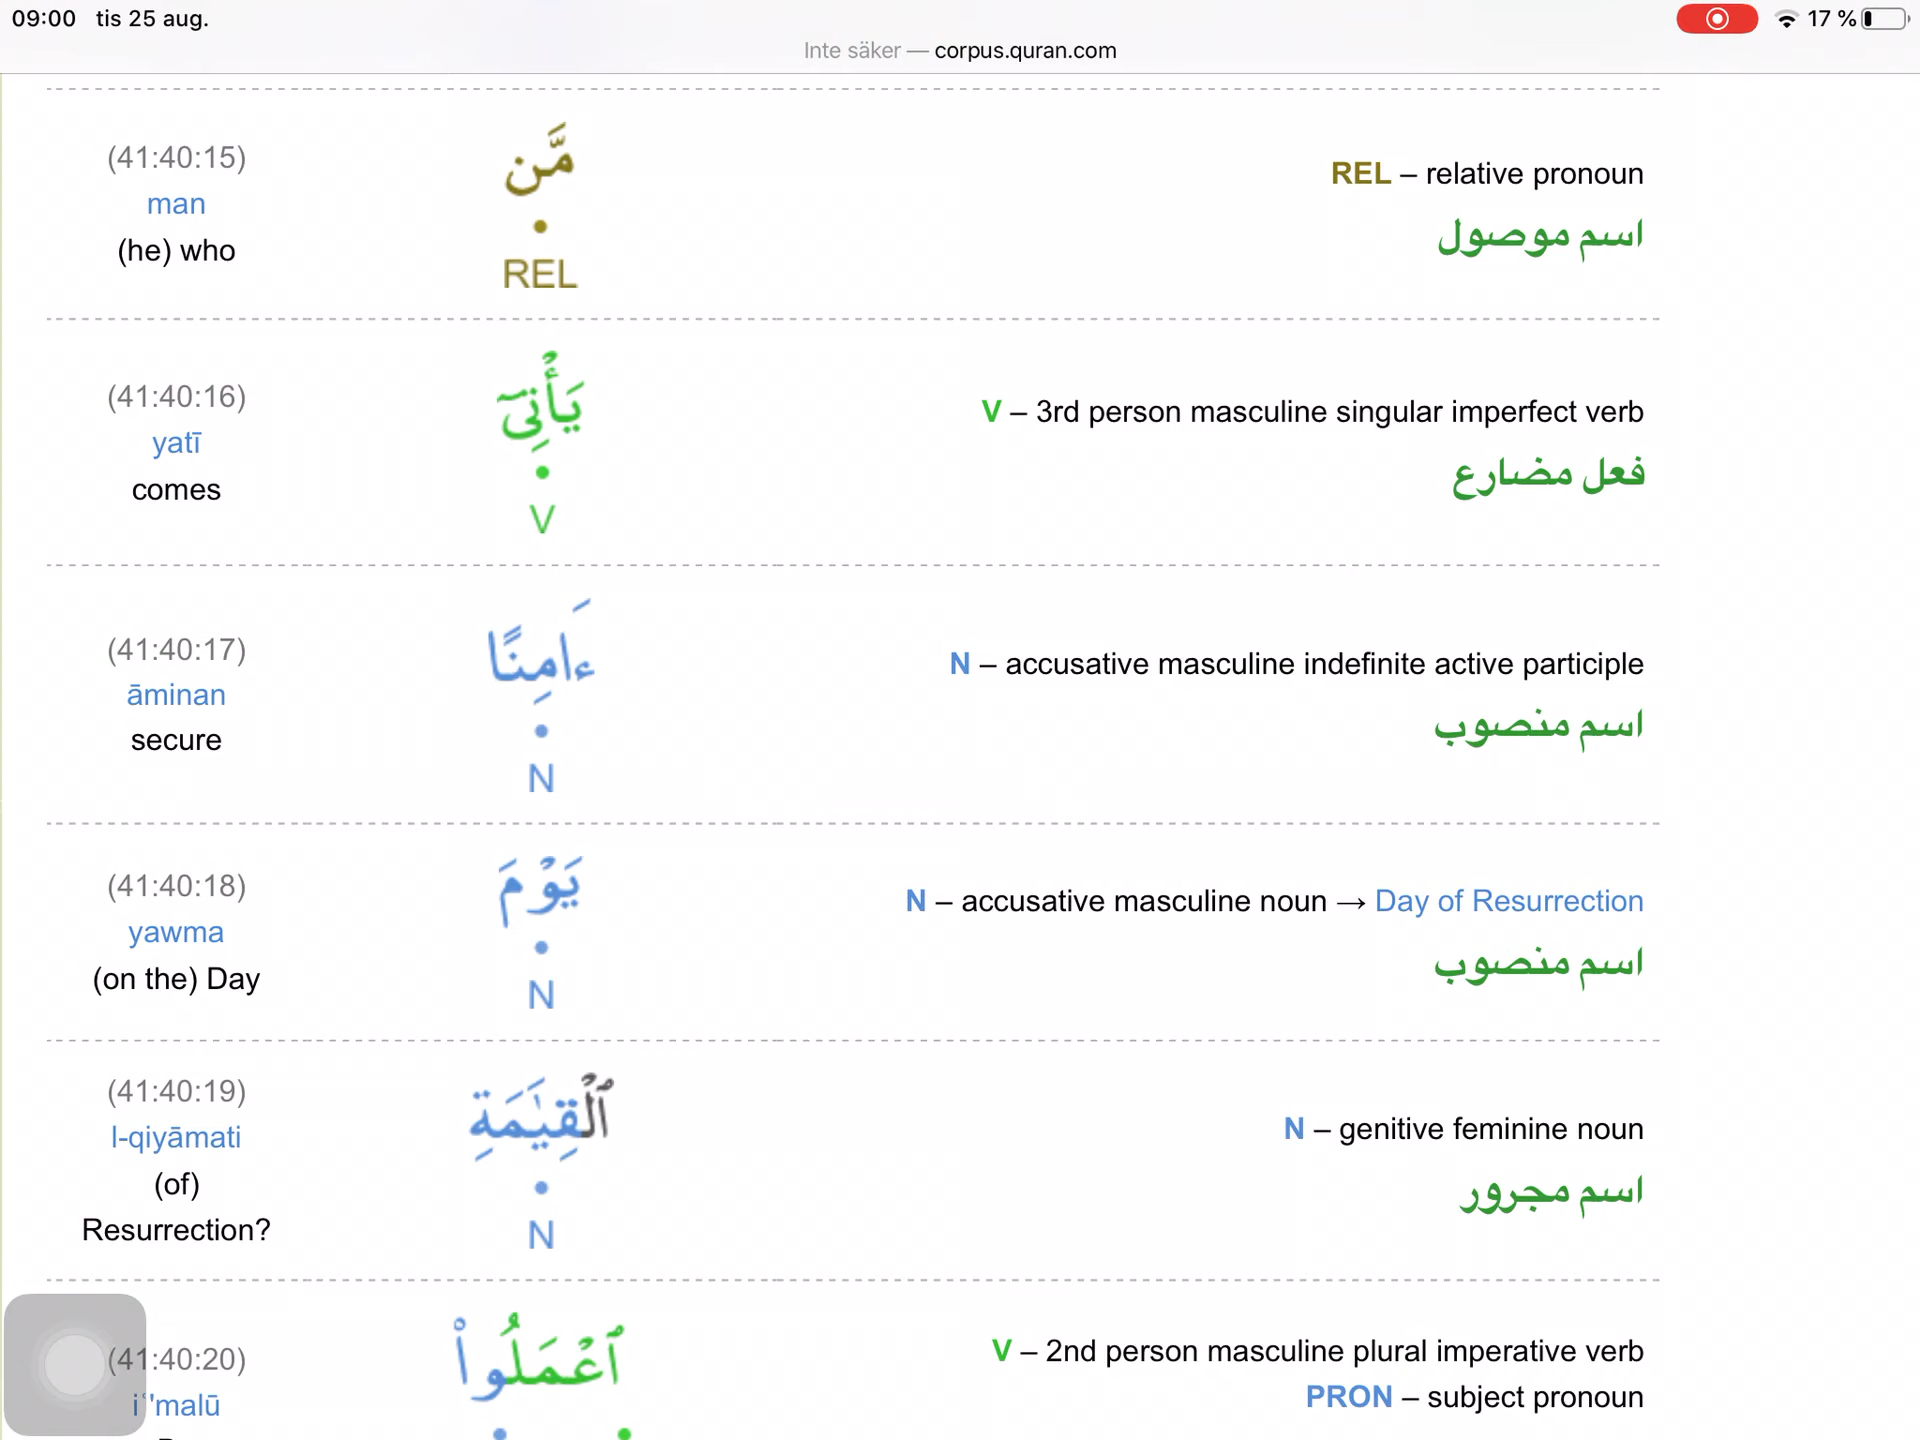 09:00 tis 25 aug.
17 %
Inte säker — corpus.quran.com
(41:40:15)
man
(he) who
مَّن
REL
REL – relative pronoun
اسم موصول
(41:40:16)
yatī
comes
يَأْتِىٓ
V
V – 3rd person masculine singular imperfect verb
فعل مضارع
(41:40:17)
āminan
secure
ءَامِنًا
N
N – accusative masculine indefinite active participle
اسم منصوب
(41:40:18)
yawma
(on the) Day
يَوْمَ
N
N – accusative masculine noun → Day of Resurrection
اسم منصوب
(41:40:19)
l-qiyāmati
(of)
Resurrection?
ٱلْقِيَٰمَةِ
N
N – genitive feminine noun
اسم مجرور
(41:40:20)
iʿ'malū
ٱعْمَلُوا۟
V – 2nd person masculine plural imperative verb
PRON – subject pronoun